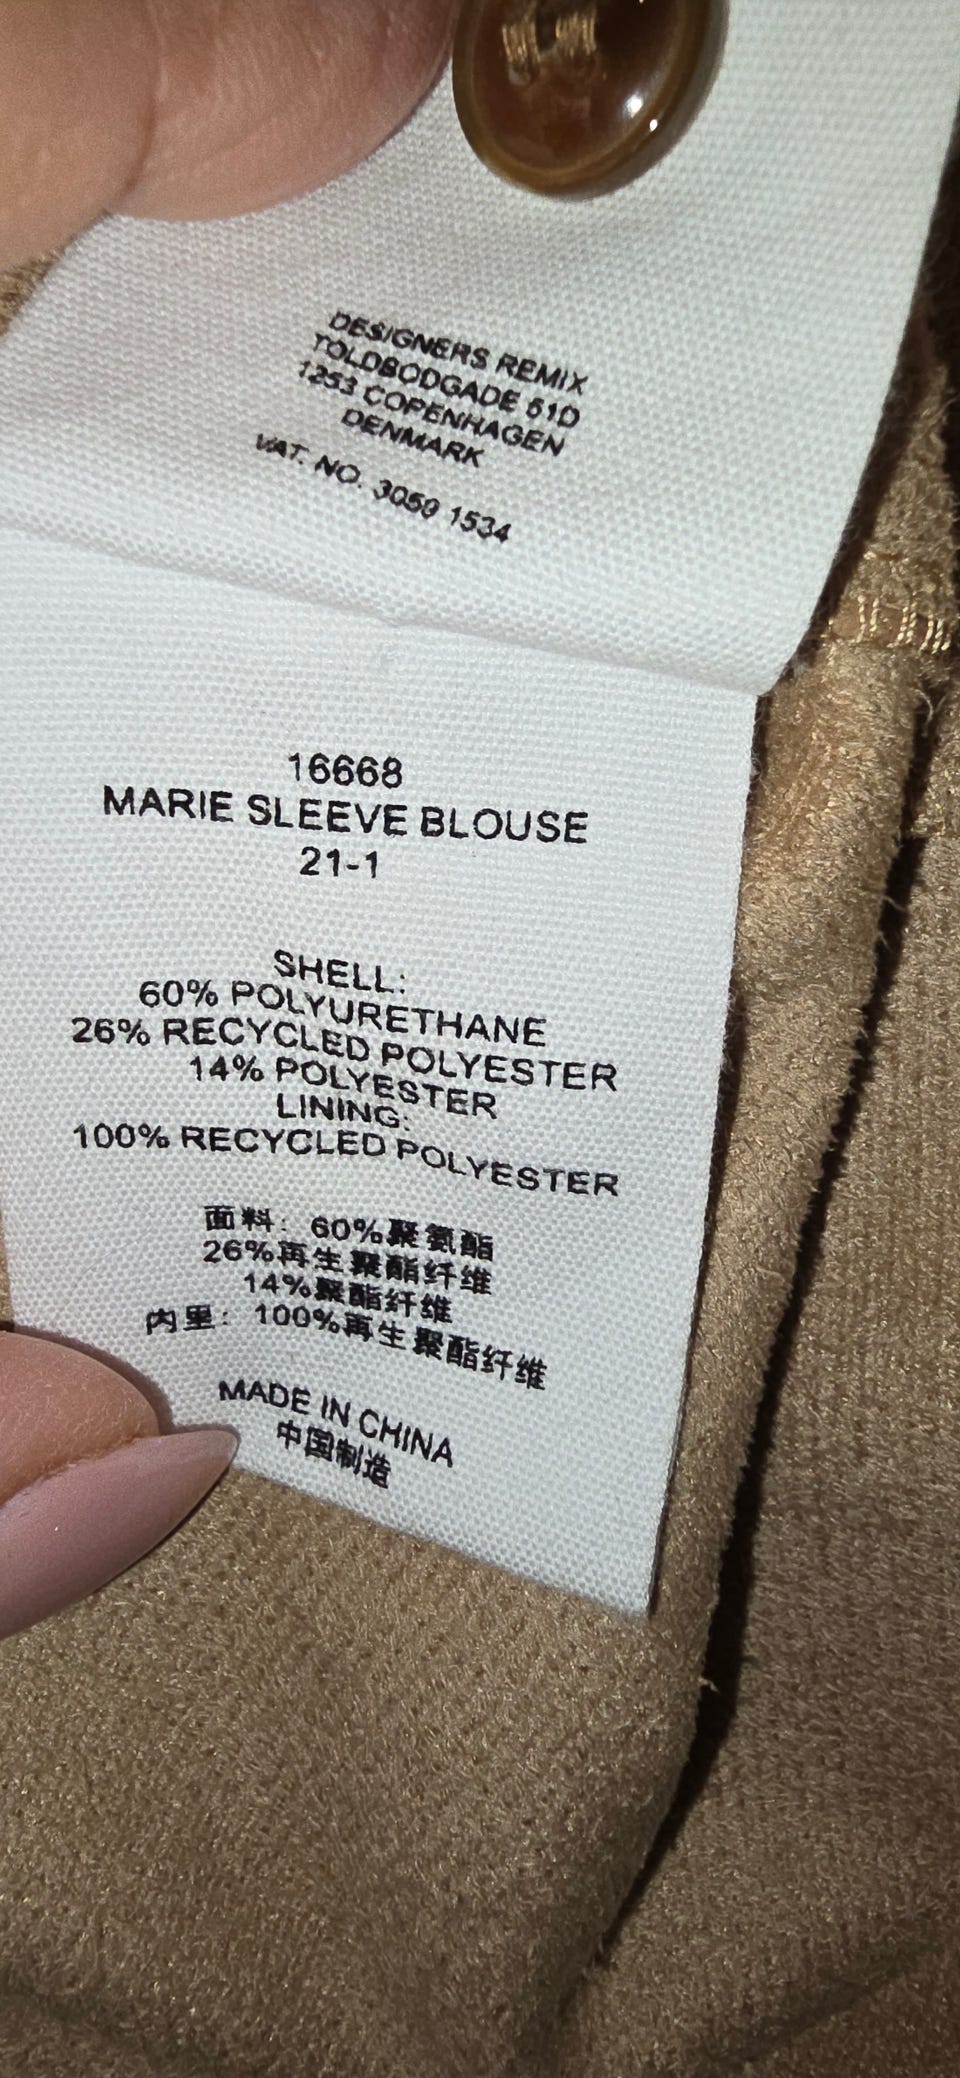 DESIGNERS REMIX
TOLDBODGADE 51D
1253 COPENHAGEN
DENMARK
VAT. NO. 3050 1534
16668
MARIE SLEEVE BLOUSE
21-1
SHELL:
60% POLYURETHANE
26% RECYCLED POLYESTER
14% POLYESTER
LINING:
100% RECYCLED POLYESTER
面料: 60%聚氨酯
26%再生聚酯纤维
14%聚酯纤维
内里: 100%再生聚酯纤维
MADE IN CHINA
中国制造